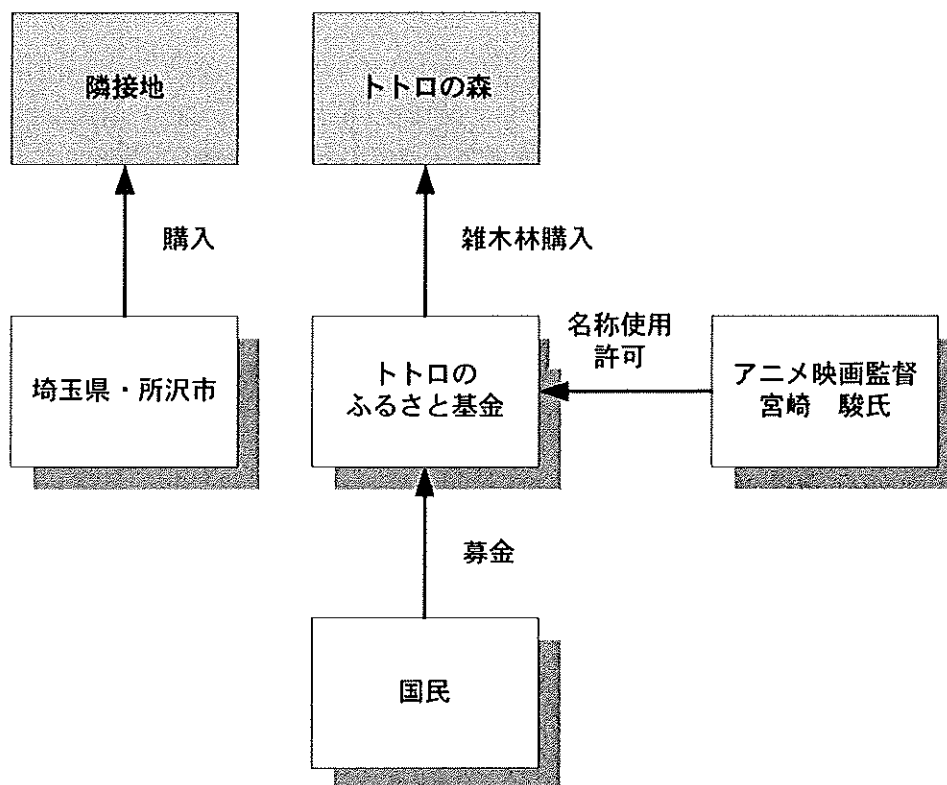 隣接地
トトロの森
購入
雑木林購入
埼玉県・所沢市
トトロの
ふるさと基金
名称使用
許可
アニメ映画監督
宮崎　駿氏
募金
国民